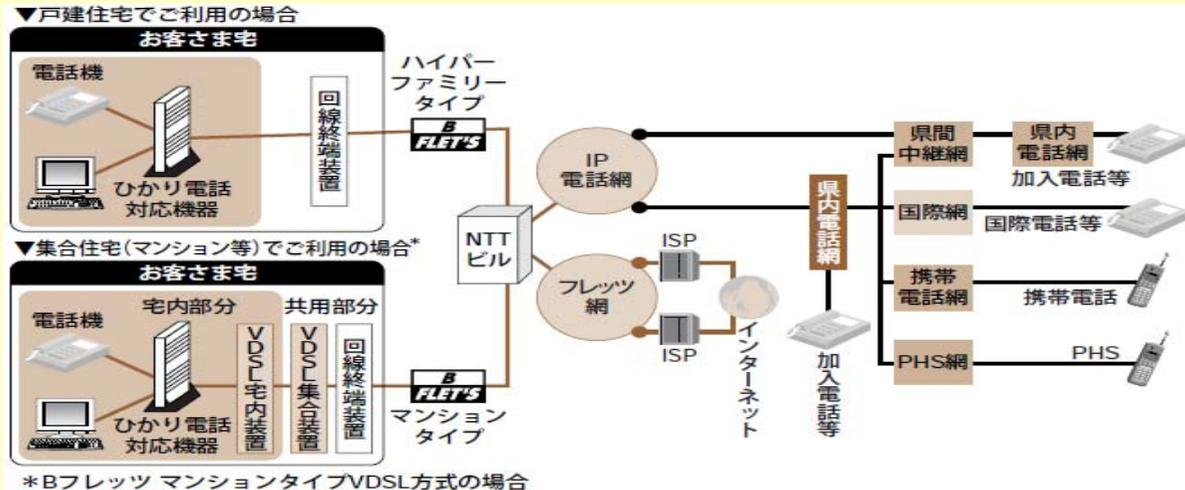 ▼戸建住宅でご利用の場合
お客さま宅
電話機
ひかり電話
対応機器
回線終端装置
ハイパー
ファミリー
タイプ
B
FLET'S
▼集合住宅(マンション等)でご利用の場合*
お客さま宅
宅内部分
共用部分
電話機
ひかり電話
対応機器
VDSL宅内装置
VDSL集合装置
回線終端装置
B
FLET'S
マンション
タイプ
NTT
ビル
IP
電話網
フレッツ
網
ISP
ISP
インターネット
県内電話網
加入電話等
県間
中継網
県内
電話網
加入電話等
国際網
国際電話等
携帯
電話網
携帯電話
PHS網
PHS
*Bフレッツ マンションタイプVDSL方式の場合